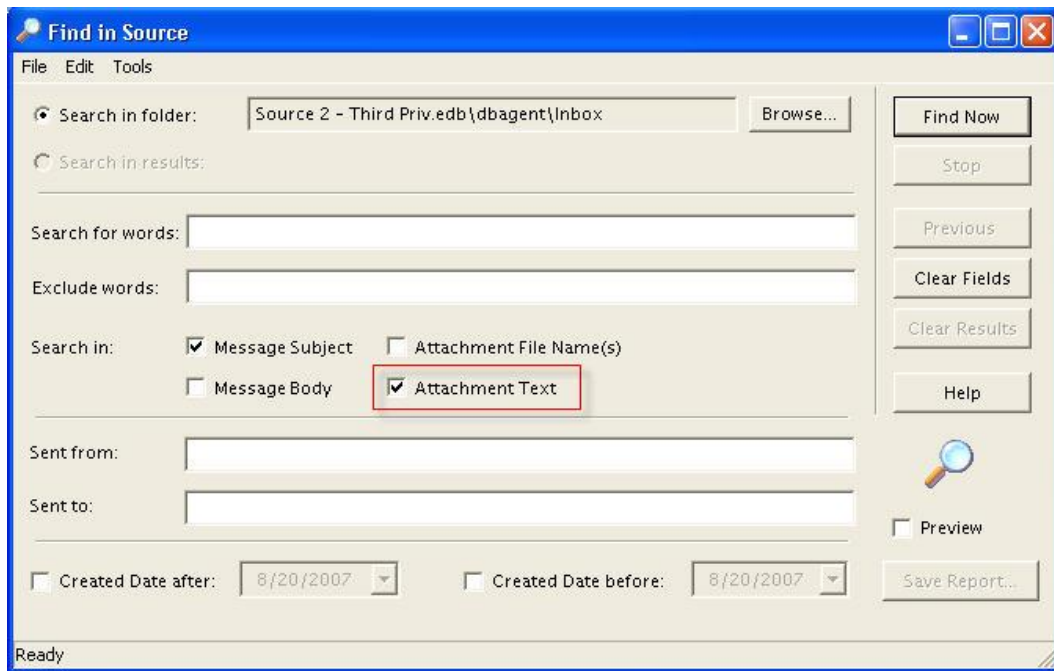 Find in Source
File Edit Tools
Search in folder: Source 2 - Third Priv.edb\dbagent\Inbox Browse... Find Now
Search in results: Stop
Search for words: Previous
Exclude words: Clear Fields
Clear Results
Search in: Message Subject Attachment File Name(s)
Message Body Attachment Text Help
Sent from:
Sent to:
Preview
Created Date after: 8/20/2007 Created Date before: 8/20/2007 Save Report...
Ready